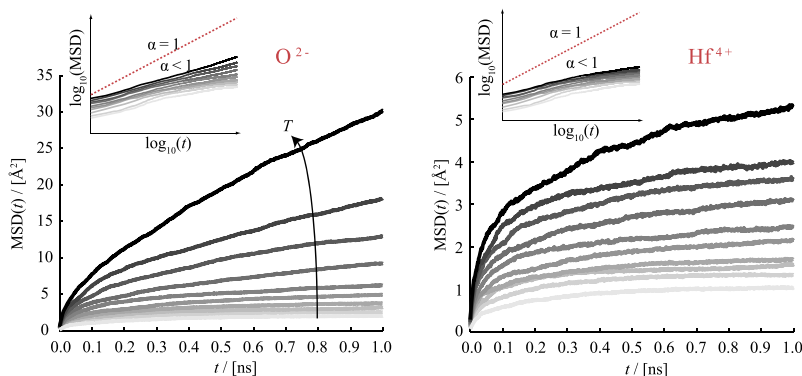 O²⁻
α = 1
α < 1
log₁₀(MSD)
log₁₀(t)
T
35
30
25
20
15
10
5
0
MSD(t) / [Å²]
0.0 0.1 0.2 0.3 0.4 0.5 0.6 0.7 0.8 0.9 1.0
t / [ns]
Hf⁴⁺
α = 1
α < 1
log₁₀(MSD)
log₁₀(t)
6
5
4
3
2
1
0
MSD(t) / [Å²]
0.0 0.1 0.2 0.3 0.4 0.5 0.6 0.7 0.8 0.9 1.0
t / [ns]